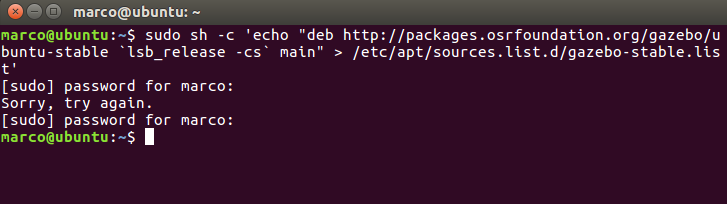 marco@ubuntu: ~
marco@ubuntu:~$ sudo sh -c 'echo "deb http://packages.osrfoundation.org/gazebo/u
buntu-stable `lsb_release -cs` main" > /etc/apt/sources.list.d/gazebo-stable.lis
t'
[sudo] password for marco:
Sorry, try again.
[sudo] password for marco:
marco@ubuntu:~$